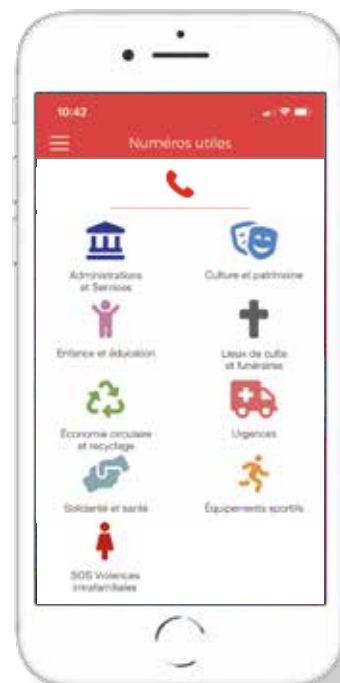 10:42
Numéros utiles
Administrations
et Services
Culture et patrimoine
Enfance et éducation
Lieux de culte
et funéraires
Économie circulaire
et recyclage
Urgences
Solidarité et santé
Équipements sportifs
SOS Violences
intrafamiliales